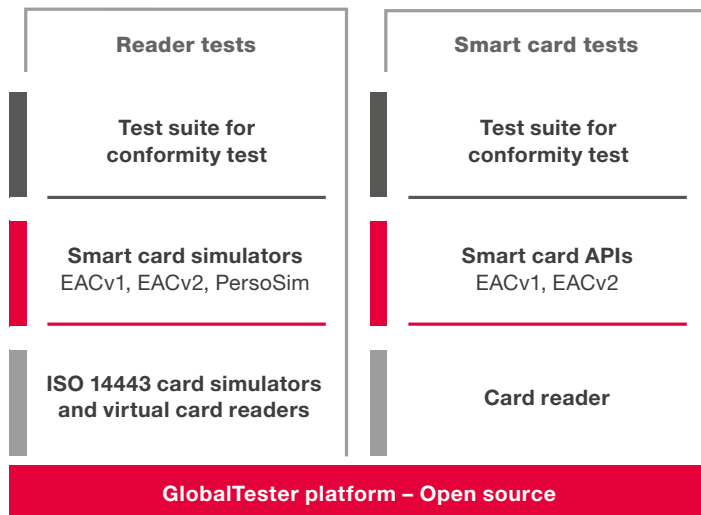 Reader tests
Test suite for
conformity test
Smart card simulators
EACv1, EACv2, PersoSim
ISO 14443 card simulators
and virtual card readers
Smart card tests
Test suite for
conformity test
Smart card APIs
EACv1, EACv2
Card reader
GlobalTester platform – Open source